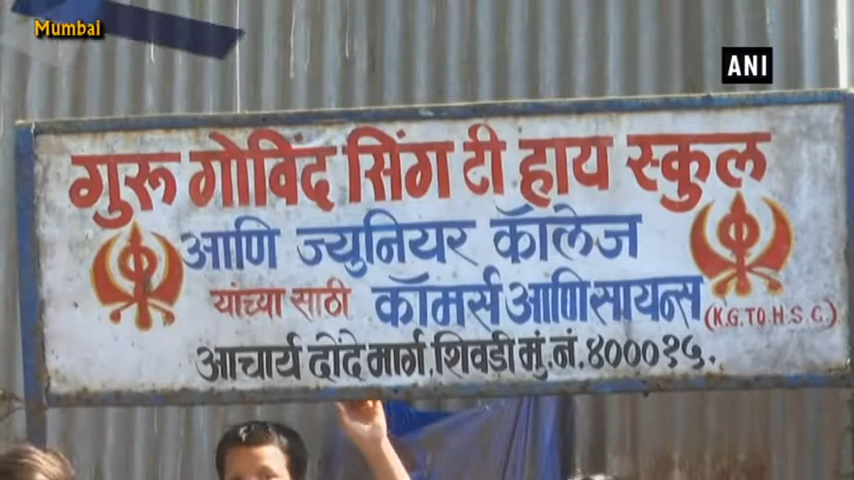 Mumbai
ANI
गुरू गोविंद सिंग टी हाय स्कुल
आणि ज्युनियर कॉलेज
यांच्या साठी कॉमर्स आणि सायन्स (K.G.TO.H.S.C.)
आचार्य दोंदे मार्ग, शिवडी मुं.नं. ४०००१५.